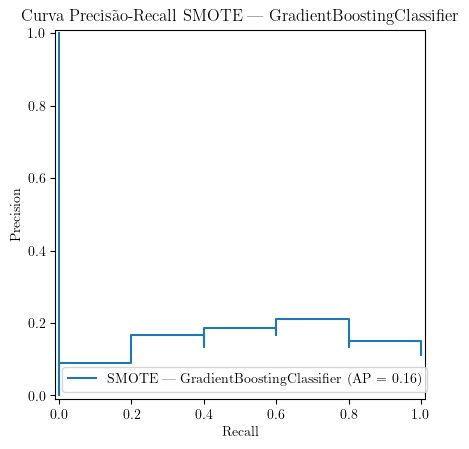 Curva Precisão-Recall SMOTE — GradientBoostingClassifier
1.0
0.8
0.6
0.4
0.2
0.0
Precision
SMOTE — GradientBoostingClassifier (AP = 0.16)
0.0 0.2 0.4 0.6 0.8 1.0
Recall